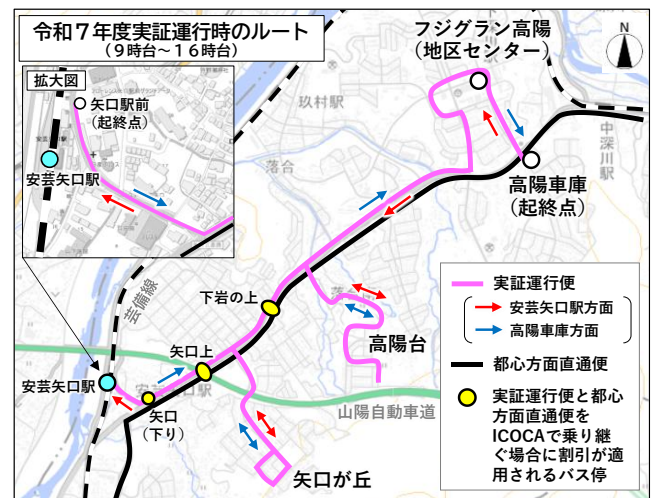 令和７年度実証運行時のルート
（９時台～１６時台）
拡大図
矢口駅前
（起終点）
安芸矢口駅
フジグラン高陽
（地区センター）
N
玖村駅
中深川駅
落合
高陽車庫
（起終点）
芸備線
下岩の上
高陽台
矢口上
安芸矢口駅
矢口
（下り）
山陽自動車道
矢口が丘
実証運行便
安芸矢口駅方面
高陽車庫方面
都心方面直通便
実証運行便と都心
方面直通便を
ICOCAで乗り継
ぐ場合に割引が適
用されるバス停